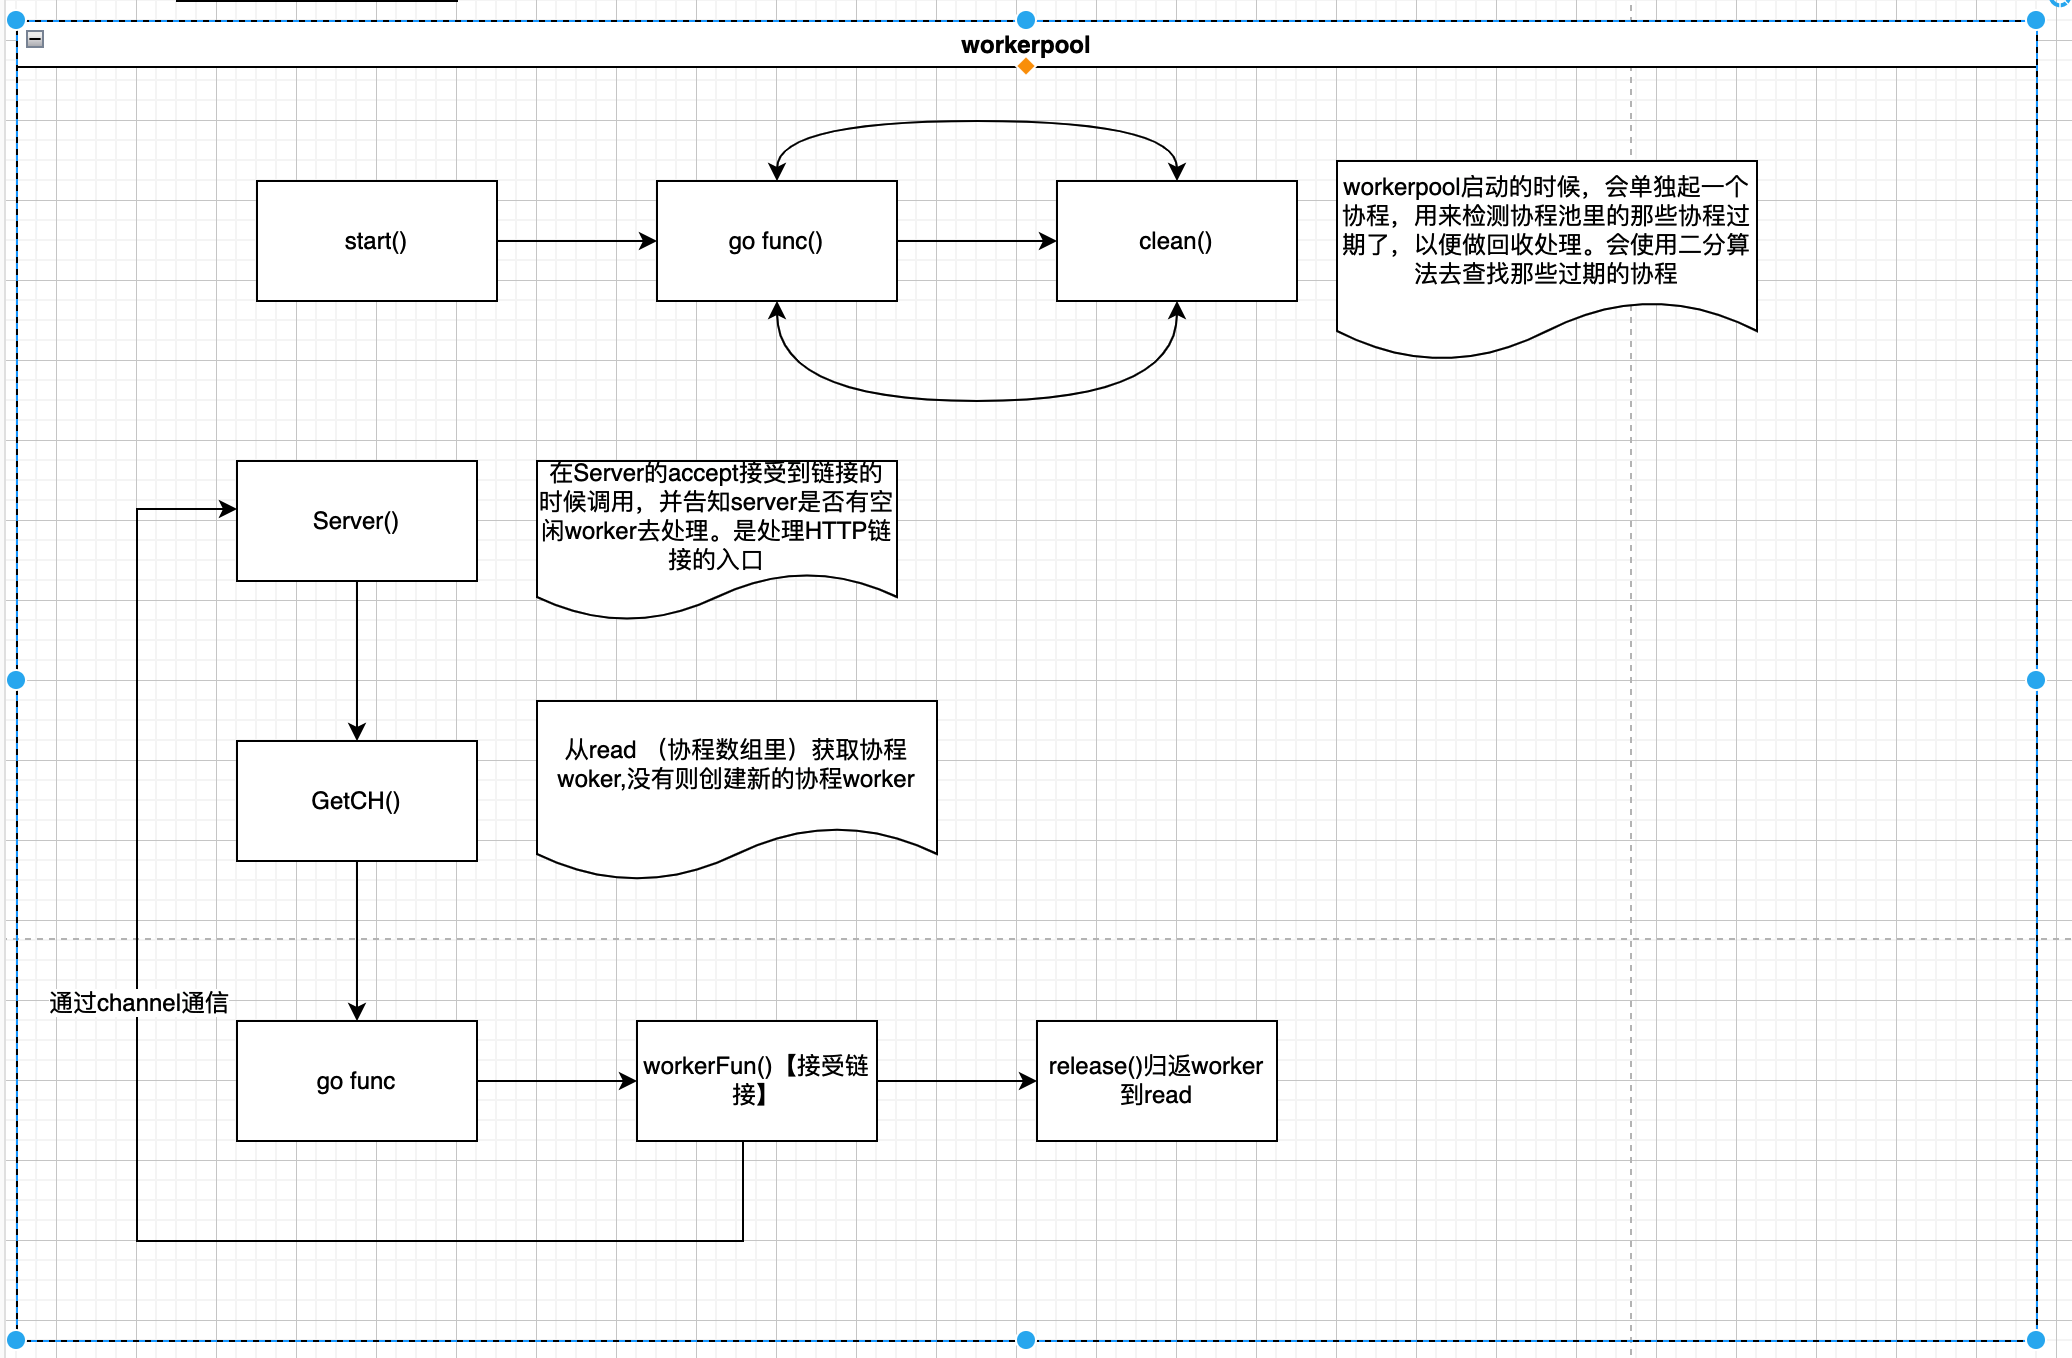 workerpool
start()
go func()
clean()
workerpool启动的时候，会单独起一个
协程，用来检测协程池里的那些协程过
期了，以便做回收处理。会使用二分算
法去查找那些过期的协程
Server()
在Server的accept接受到链接的
时候调用，并告知server是否有空
闲worker去处理。是处理HTTP链
接的入口
GetCH()
从read （协程数组里）获取协程
woker,没有则创建新的协程worker
通过channel通信
go func
workerFun()【接受链
接】
release()归返worker
到read